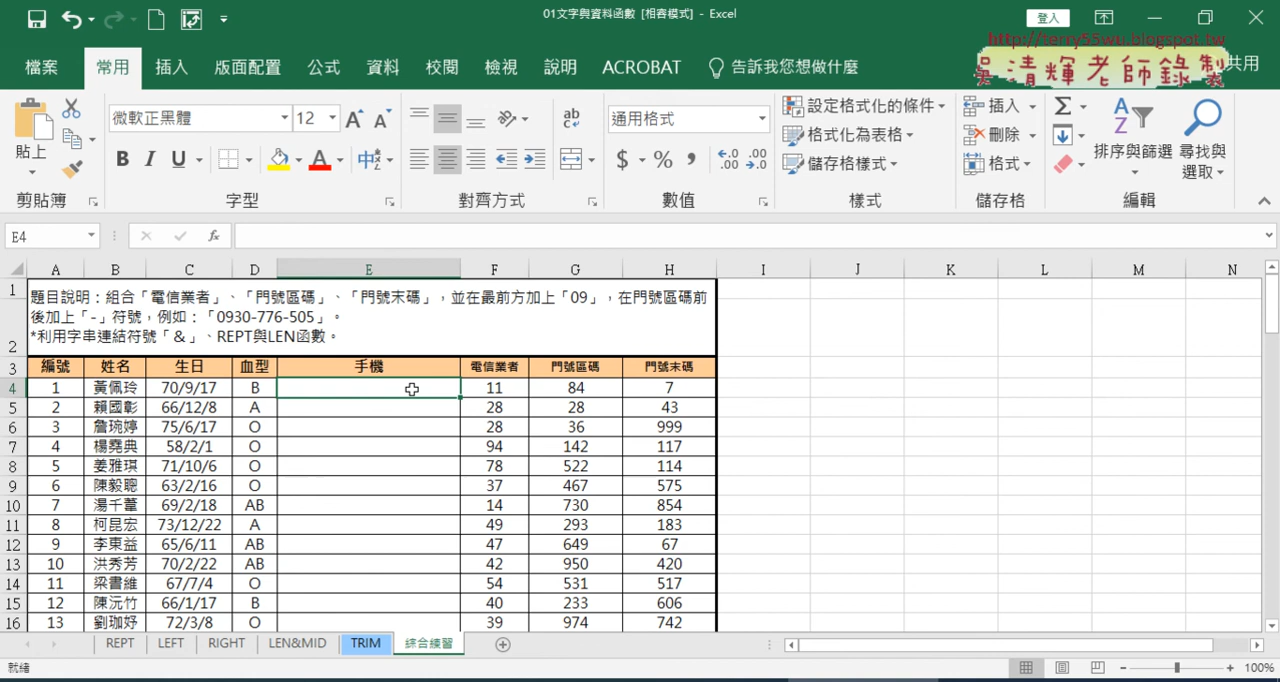 01文字與資料函數 [相容模式] - Excel
登入
http://terry55wu.blogspot.tw
吳清輝老師錄製
檔案 常用 插入 版面配置 公式 資料 校閱 檢視 說明 ACROBAT 告訴我您想做什麼 共用
微軟正黑體 12
通用格式
設定格式化的條件
插入
貼上
格式化為表格
刪除
排序與篩選 尋找與選取
儲存格樣式
格式
剪貼簿 字型 對齊方式 數值 樣式 儲存格 編輯
E4
A B C D E F G H I J K L M N
1 題目說明：組合「電信業者」、「門號區碼」、「門號末碼」，並在最前方加上「09」，在門號區碼前
後加上「-」符號，例如：「0930-776-505」。
2 *利用字串連結符號「&」、REPT與LEN函數。
3 編號 姓名 生日 血型 手機 電信業者 門號區碼 門號末碼
4 1 黃佩玲 70/9/17 B 11 84 7
5 2 賴國彰 66/12/8 A 28 28 43
6 3 詹琬婷 75/6/17 O 28 36 999
7 4 楊堯典 58/2/1 O 94 142 117
8 5 姜雅琪 71/10/6 O 78 522 114
9 6 陳毅聰 63/2/16 O 37 467 575
10 7 湯千葦 69/2/18 AB 14 730 854
11 8 柯昆宏 73/12/22 A 49 293 183
12 9 李東益 65/6/11 AB 47 649 67
13 10 洪秀芳 70/2/22 AB 42 950 420
14 11 梁書維 67/7/4 O 54 531 517
15 12 陳沅竹 66/1/17 B 40 233 606
16 13 劉珈妤 72/3/8 O 39 974 742
REPT LEFT RIGHT LEN&MID TRIM 綜合練習
就緒 100%